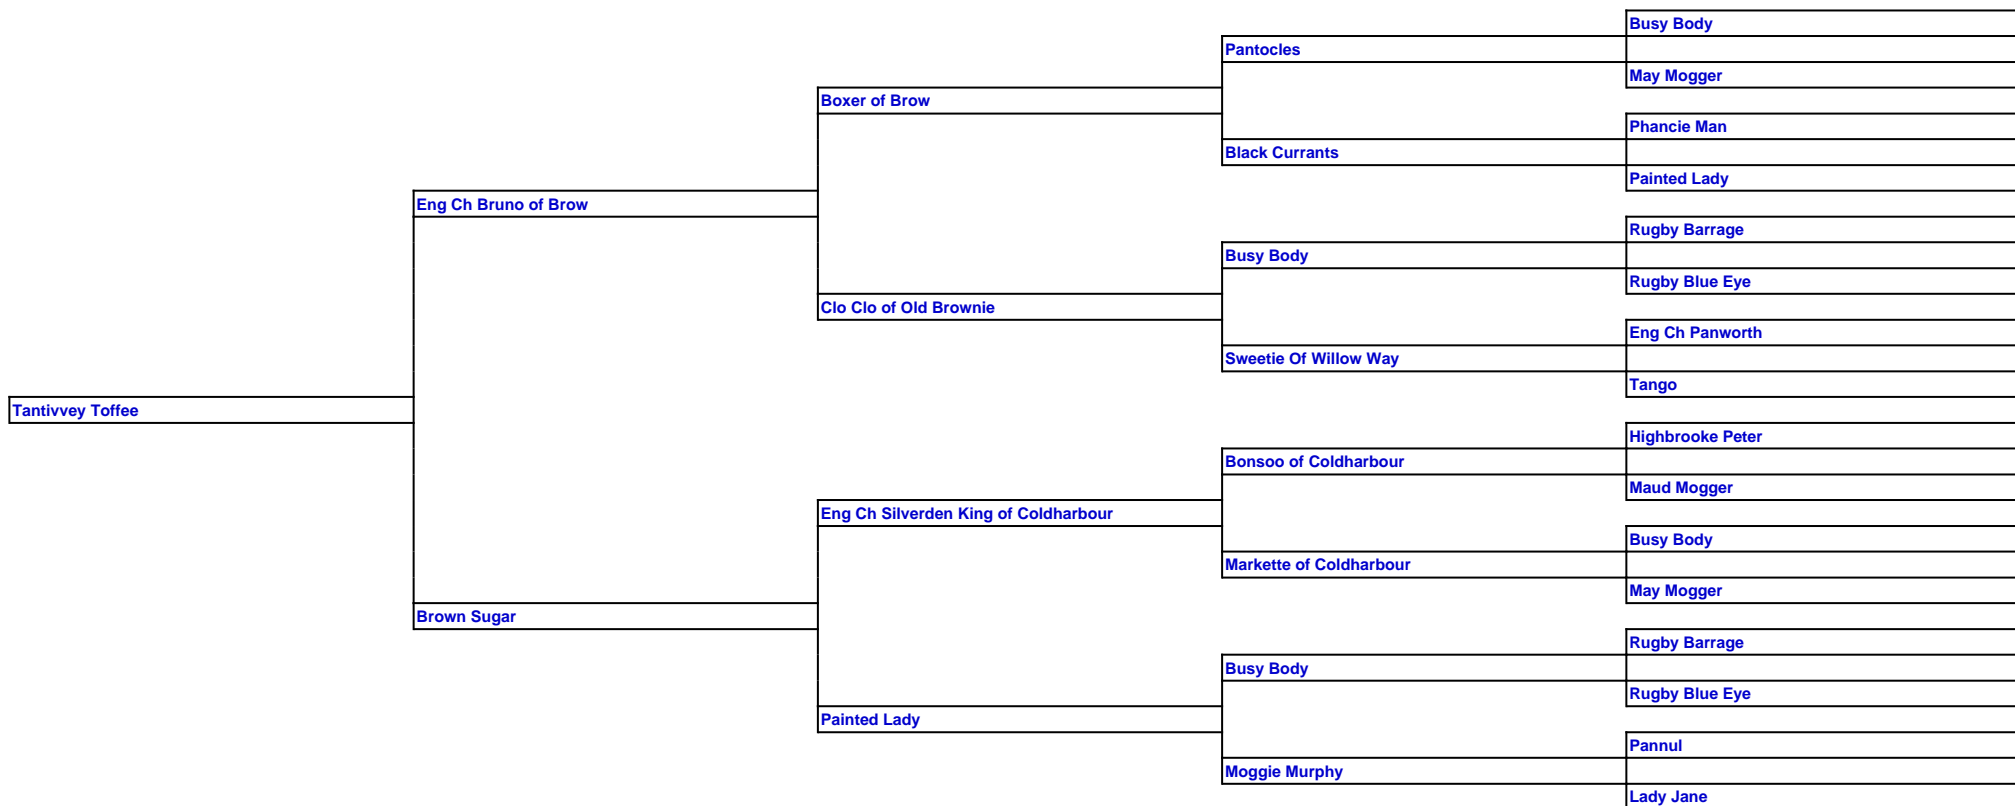 Busy Body
Pantocles
May Mogger
Boxer of Brow
Phancie Man
Black Currants
Painted Lady
Eng Ch Bruno of Brow
Rugby Barrage
Busy Body
Rugby Blue Eye
Clo Clo of Old Brownie
Eng Ch Panworth
Sweetie Of Willow Way
Tango
Tantivvey Toffee
Highbrooke Peter
Bonsoo of Coldharbour
Maud Mogger
Eng Ch Silverden King of Coldharbour
Busy Body
Markette of Coldharbour
May Mogger
Brown Sugar
Rugby Barrage
Busy Body
Rugby Blue Eye
Painted Lady
Pannul
Moggie Murphy
Lady Jane